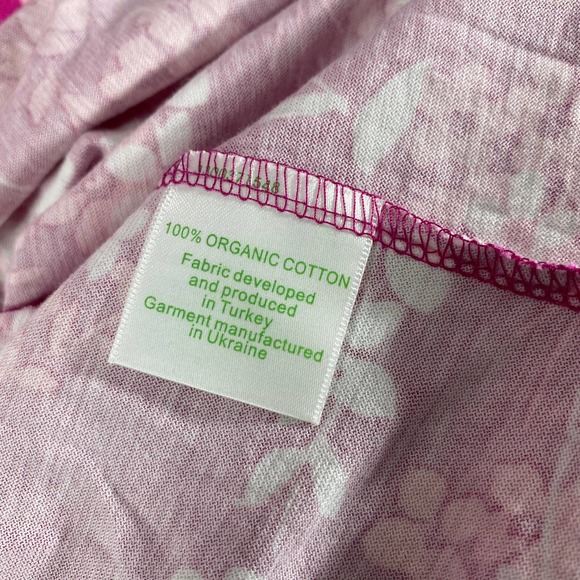 100% ORGANIC COTTON
Fabric developed
and produced
in Turkey
Garment manufactured
in Ukraine